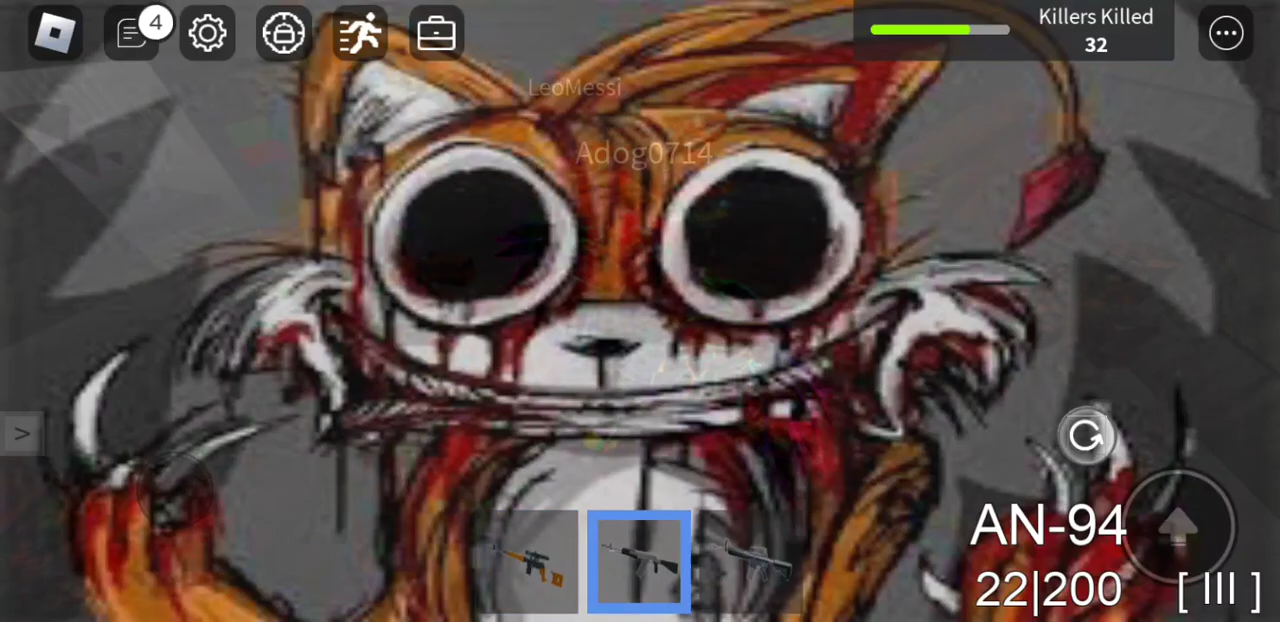 4
Killers Killed
32
LeoMessi
Adog0714
>
AN-94
22|200
[ III ]